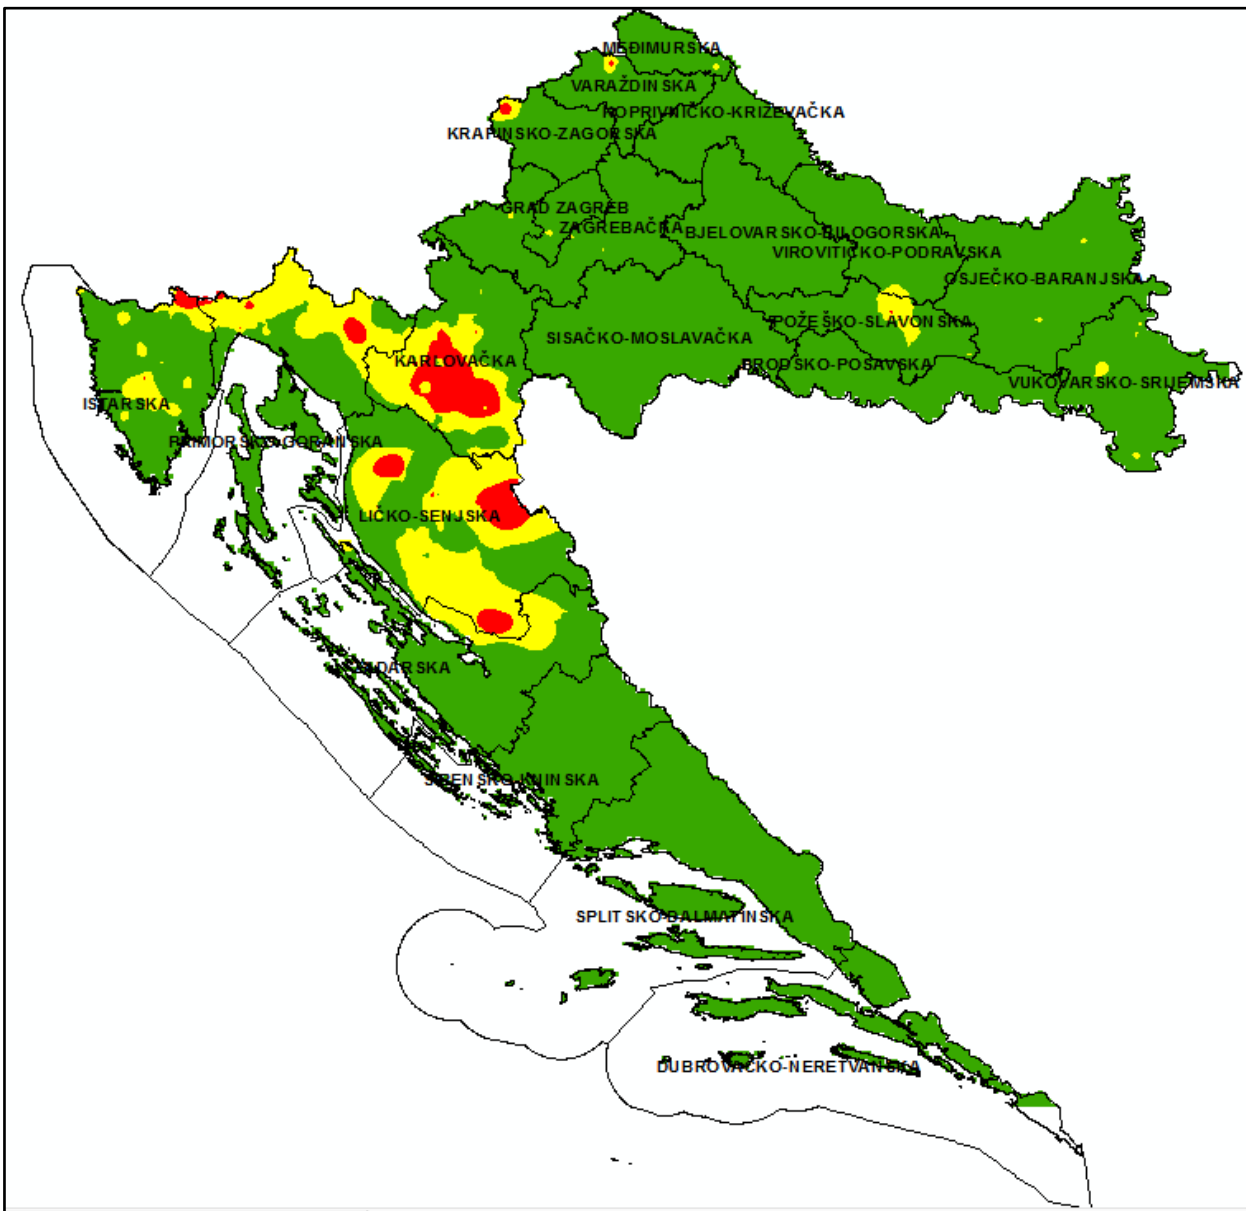 MEĐIMURSKA
VARAŽDINSKA
KOPRIVNIČKO-KRIŽEVAČKA
KRAPINSKO-ZAGORSKA
GRAD ZAGREB
ZAGREBAČKA
BJELOVARSKO-BILOGORSKA
VIROVITIČKO-PODRAVSKA
OSJEČKO-BARANJSKA
POŽEŠKO-SLAVONSKA
SISAČKO-MOSLAVAČKA
KARLOVAČKA
BRODSKO-POSAVSKA
VUKOVARSKO-SRIJEMSKA
ISTARSKA
PRIMORSKO-GORANSKA
LIČKO-SENJSKA
ZADARSKA
ŠIBENSKO-KNINSKA
SPLITSKO-DALMATINSKA
DUBROVAČKO-NERETVANSKA